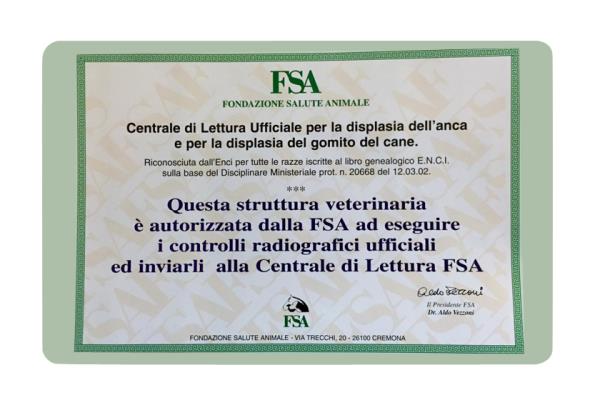 FSA
FONDAZIONE SALUTE ANIMALE
Centrale di Lettura Ufficiale per la displasia dell'anca
e per la displasia del gomito del cane.
Riconosciuta dall'Enci per tutte le razze iscritte al libro genealogico E.N.C.I.
sulla base del Disciplinare Ministeriale prot. n. 20668 del 12.03.02.
***
Questa struttura veterinaria
è autorizzata dalla FSA ad eseguire
i controlli radiografici ufficiali
ed inviarli alla Centrale di Lettura FSA
Aldo Vezzoni
Il Presidente FSA
Dr. Aldo Vezzoni
FSA
FONDAZIONE SALUTE ANIMALE - VIA TRECCHI, 20 - 26100 CREMONA